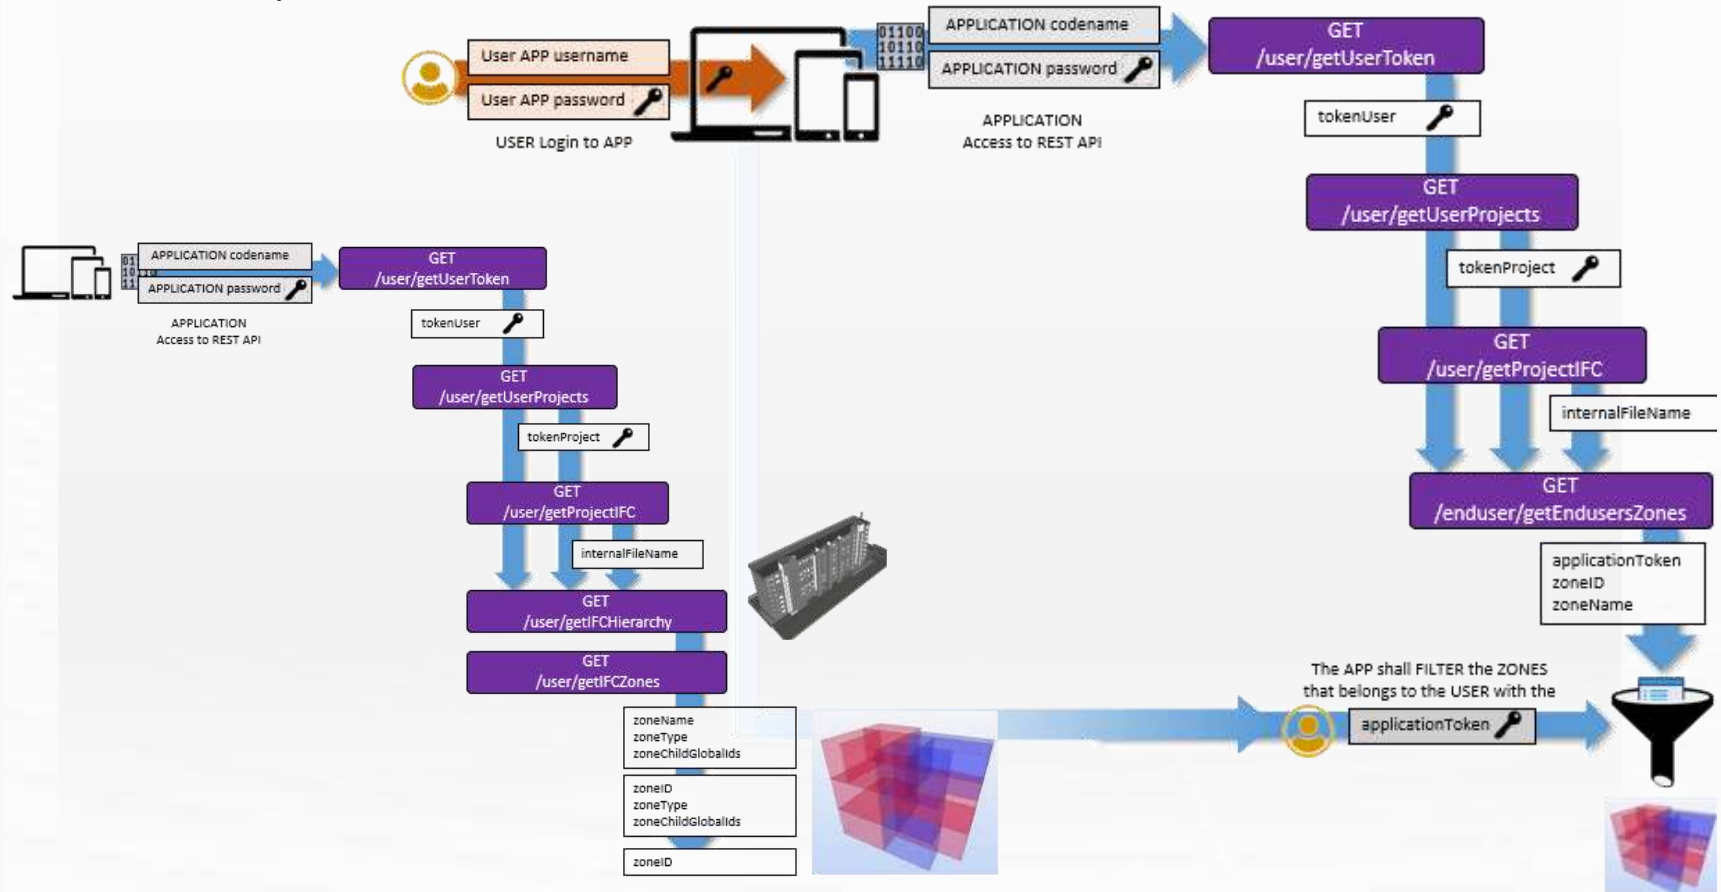 User APP username
User APP password
USER Login to APP
01100
10110
11110
APPLICATION codename
APPLICATION password
APPLICATION
Access to REST API
GET
/user/getUserToken
tokenUser
GET
/user/getUserProjects
tokenProject
GET
/user/getProjectIFC
internalFileName
GET
/enduser/getEndusersZones
applicationToken
zoneID
zoneName
The APP shall FILTER the ZONES
that belongs to the USER with the
applicationToken
APPLICATION codename
APPLICATION password
APPLICATION
Access to REST API
GET
/user/getUserToken
tokenUser
GET
/user/getUserProjects
tokenProject
GET
/user/getProjectIFC
internalFileName
GET
/user/getIFCHierarchy
GET
/user/getIFCZones
zoneName
zoneType
zoneChildGlobalIds
zoneID
zoneType
zoneChildGlobalIds
zoneID